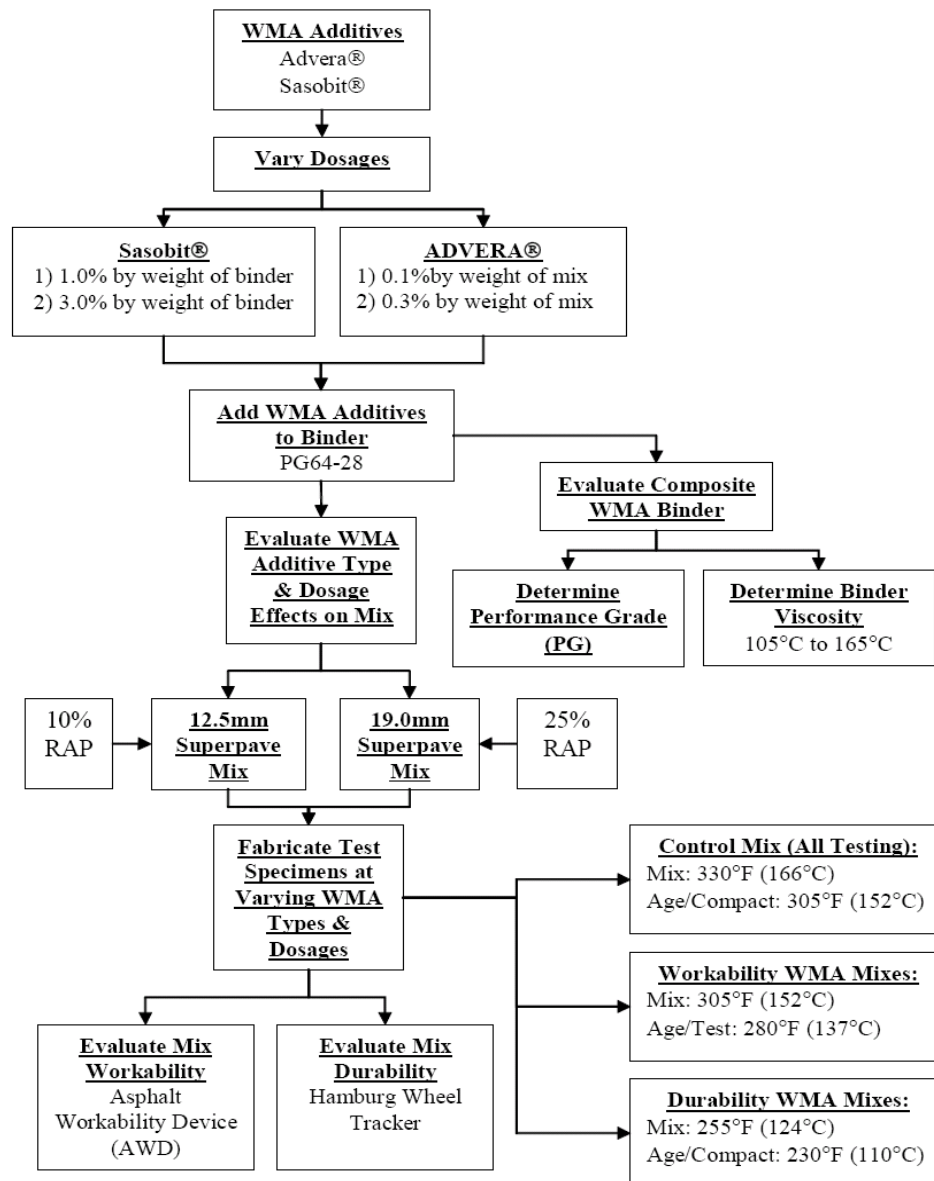 WMA Additives
Advera®
Sasobit®
Vary Dosages
Sasobit®
1) 1.0% by weight of binder
2) 3.0% by weight of binder
ADVERA®
1) 0.1%by weight of mix
2) 0.3% by weight of mix
Add WMA Additives
to Binder
PG64-28
Evaluate Composite
WMA Binder
Evaluate WMA
Additive Type
& Dosage
Effects on Mix
Determine
Performance Grade
(PG)
Determine Binder
Viscosity
105°C to 165°C
10%
RAP
12.5mm
Superpave
Mix
19.0mm
Superpave
Mix
25%
RAP
Fabricate Test
Specimens at
Varying WMA
Types &
Dosages
Control Mix (All Testing):
Mix: 330°F (166°C)
Age/Compact: 305°F (152°C)
Workability WMA Mixes:
Mix: 305°F (152°C)
Age/Test: 280°F (137°C)
Durability WMA Mixes:
Mix: 255°F (124°C)
Age/Compact: 230°F (110°C)
Evaluate Mix
Workability
Asphalt
Workability Device
(AWD)
Evaluate Mix
Durability
Hamburg Wheel
Tracker